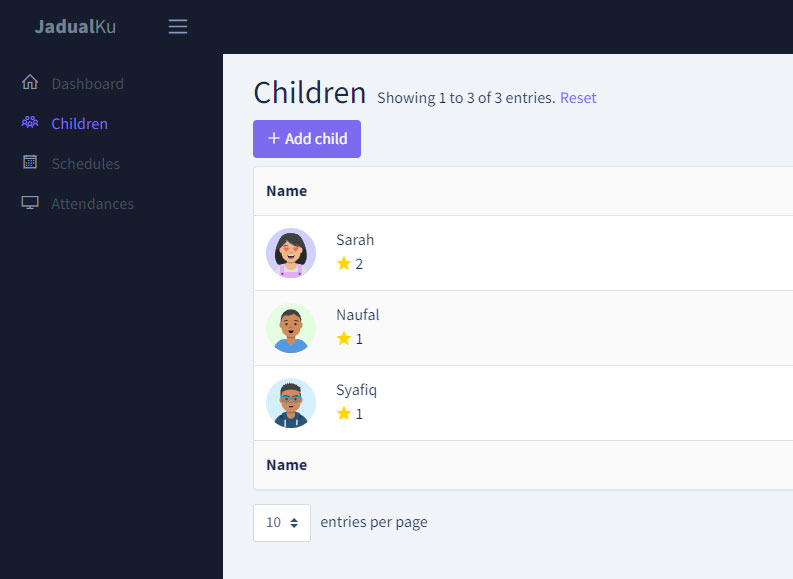 JadualKu
Dashboard
Children
Schedules
Attendances
Children Showing 1 to 3 of 3 entries. Reset
+ Add child
Name
Sarah
2
Naufal
1
Syafiq
1
Name
10 entries per page